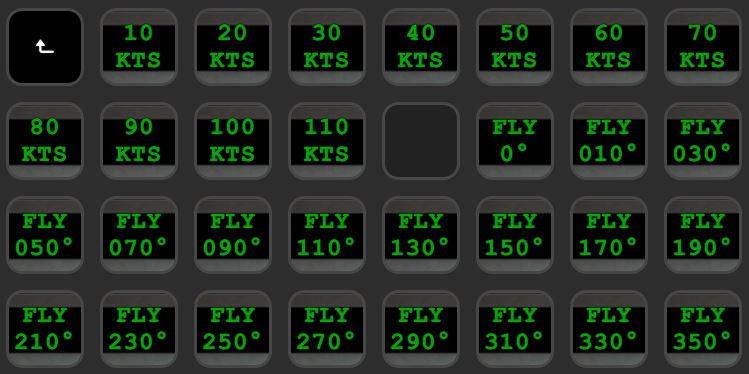 10
KTS
20
KTS
30
KTS
40
KTS
50
KTS
60
KTS
70
KTS
80
KTS
90
KTS
100
KTS
110
KTS
FLY
0°
FLY
010°
FLY
030°
FLY
050°
FLY
070°
FLY
090°
FLY
110°
FLY
130°
FLY
150°
FLY
170°
FLY
190°
FLY
210°
FLY
230°
FLY
250°
FLY
270°
FLY
290°
FLY
310°
FLY
330°
FLY
350°